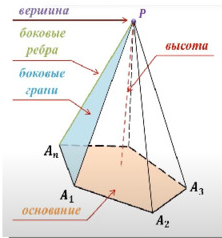 вершина
P
боковые
ребра
высота
боковые
грани
Aₙ
A₁
A₃
A₂
основание